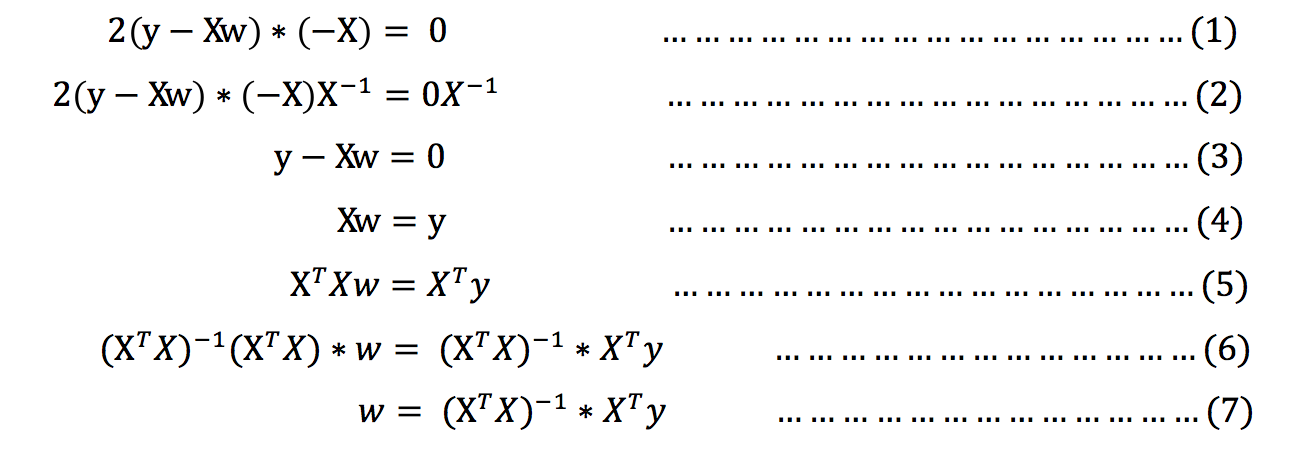 2(y − Xw) ∗ (−X) = 0 … … … … … … … … … … … … … … … … (1)
2(y − Xw) ∗ (−X)X⁻¹ = 0X⁻¹ … … … … … … … … … … … … … … … … (2)
y − Xw = 0 … … … … … … … … … … … … … … … … (3)
Xw = y … … … … … … … … … … … … … … … … (4)
XᵀXw = Xᵀy … … … … … … … … … … … … … … … … (5)
(XᵀX)⁻¹(XᵀX) ∗ w = (XᵀX)⁻¹ ∗ Xᵀy … … … … … … … … … … … … … (6)
w = (XᵀX)⁻¹ ∗ Xᵀy … … … … … … … … … … … … … (7)